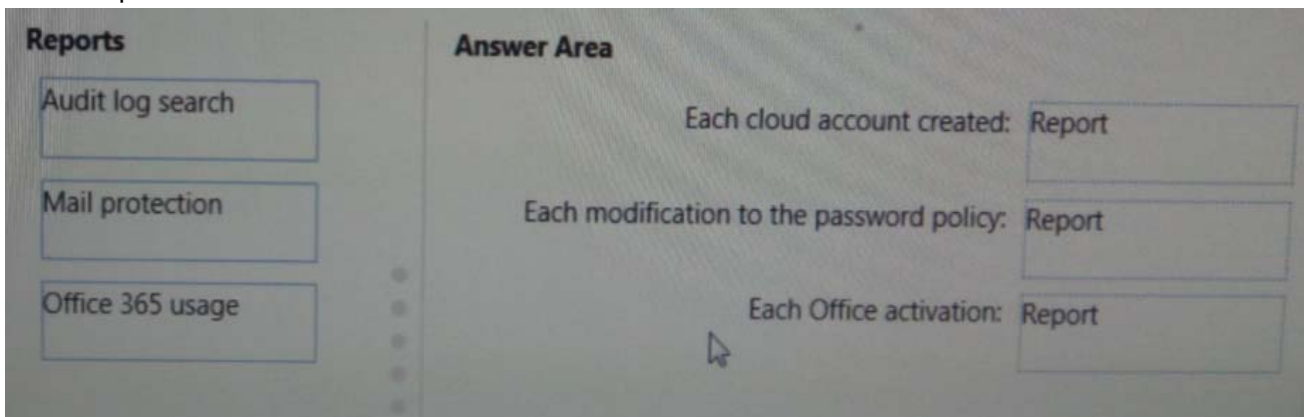 Reports
Answer Area
Audit log search
Each cloud account created: Report
Mail protection
Each modification to the password policy: Report
Office 365 usage
Each Office activation: Report